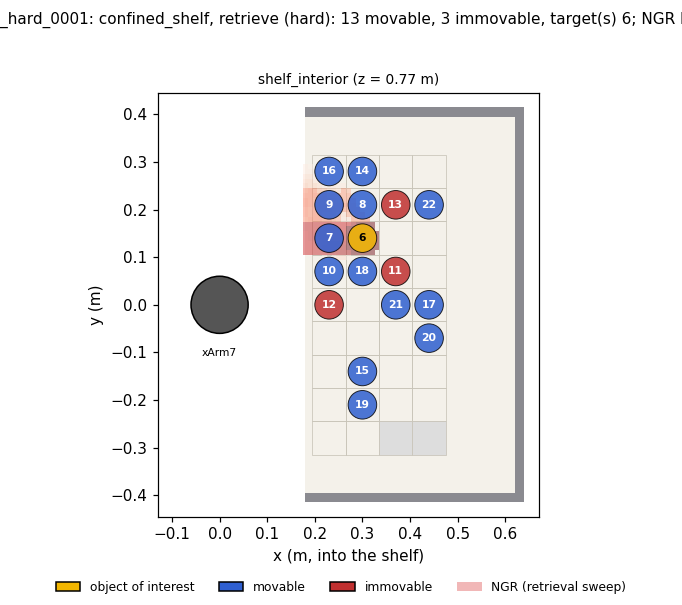 _hard_0001: confined_shelf, retrieve (hard): 13 movable, 3 immovable, target(s) 6; NGR
shelf_interior (z = 0.77 m)
0.4
0.3
0.2
0.1
0.0
−0.1
−0.2
−0.3
−0.4
y (m)
16 14
9 8 13 22
7 6
10 18 11
12 21 17
20
15
19
xArm7
−0.1 0.0 0.1 0.2 0.3 0.4 0.5 0.6
x (m, into the shelf)
object of interest movable immovable NGR (retrieval sweep)